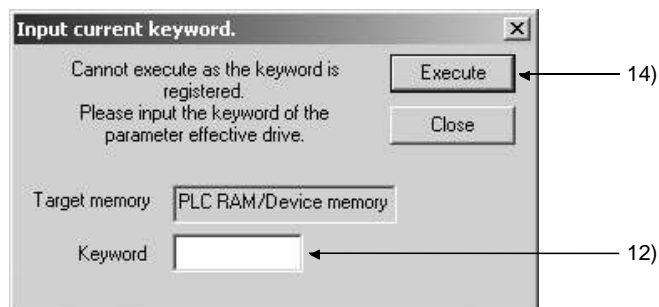 Input current keyword.
Cannot execute as the keyword is
registered.
Please input the keyword of the
parameter effective drive.
Execute
14)
Close
Target memory
PLC RAM/Device memory
Keyword
12)